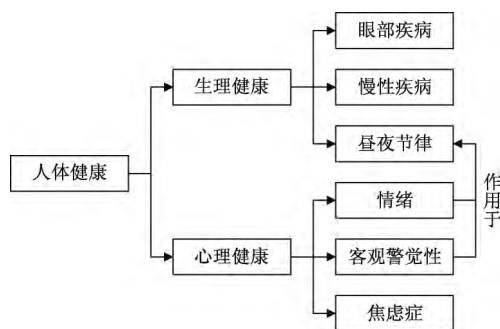 眼部疾病
生理健康
慢性疾病
昼夜节律
人体健康
情绪
作用于
心理健康
客观警觉性
焦虑症